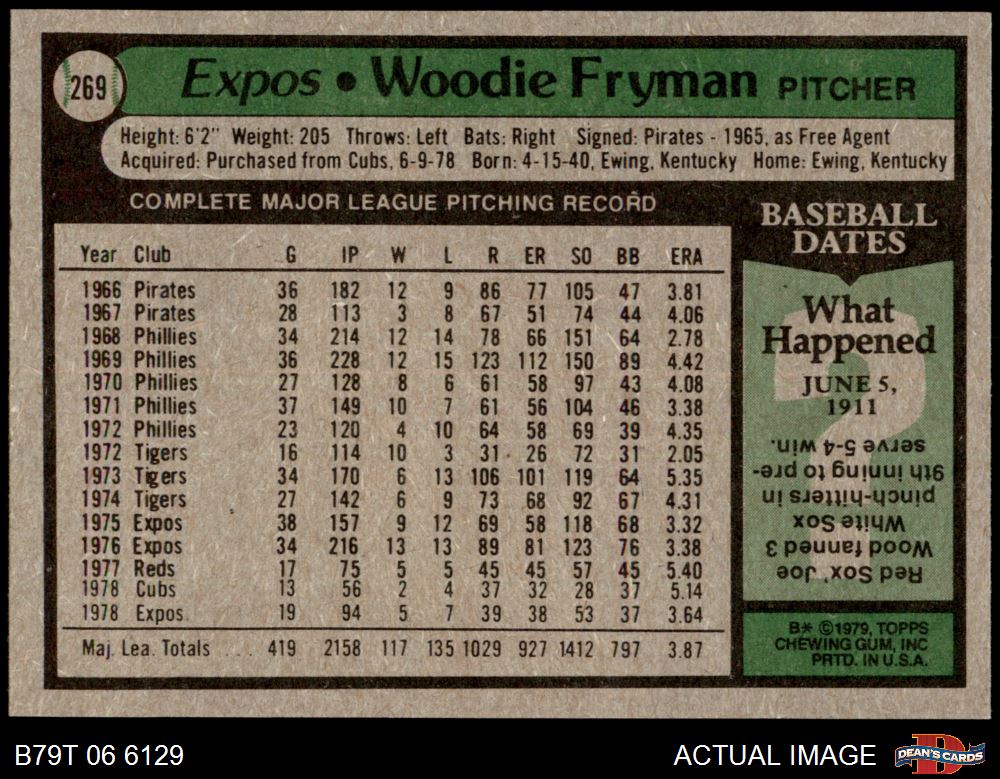 269
Expos • Woodie Fryman PITCHER
Height: 6'2" Weight: 205 Throws: Left Bats: Right Signed: Pirates - 1965, as Free Agent
Acquired: Purchased from Cubs, 6-9-78 Born: 4-15-40, Ewing, Kentucky Home: Ewing, Kentucky
COMPLETE MAJOR LEAGUE PITCHING RECORD
Year Club G IP W L R ER SO BB ERA
1966 Pirates 36 182 12 9 86 77 105 47 3.81
1967 Pirates 28 113 3 8 67 51 74 44 4.06
1968 Phillies 34 214 12 14 78 66 151 64 2.78
1969 Phillies 36 228 12 15 123 112 150 89 4.42
1970 Phillies 27 128 8 6 61 58 97 43 4.08
1971 Phillies 37 149 10 7 61 56 104 46 3.38
1972 Phillies 23 120 4 10 64 58 69 39 4.35
1972 Tigers 16 114 10 3 31 26 72 31 2.05
1973 Tigers 34 170 6 13 106 101 119 64 5.35
1974 Tigers 27 142 6 9 73 68 92 67 4.31
1975 Expos 38 157 9 12 69 58 118 68 3.32
1976 Expos 34 216 13 13 89 81 123 76 3.38
1977 Reds 17 75 5 5 45 45 57 45 5.40
1978 Cubs 13 56 2 4 37 32 28 37 5.14
1978 Expos 19 94 5 7 39 38 53 37 3.64
Maj. Lea. Totals . . . 419 2158 117 135 1029 927 1412 797 3.87
BASEBALL
DATES
What
Happened
JUNE 5,
1911
Red Sox' Joe
Wood fanned 3
White Sox
pinch-hitters in
9th inning to pre-
serve 5-4 win.
B* ©1979, TOPPS
CHEWING GUM, INC
PRTD. IN U.S.A.
B79T 06 6129
ACTUAL IMAGE
DEAN'S CARDS